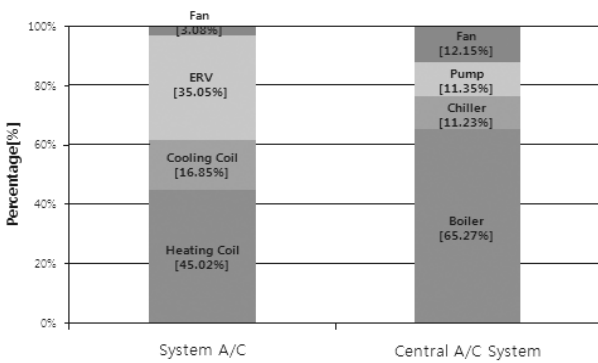 Percentage[%]
100%
80%
60%
40%
20%
0%
Fan
[3.08%]
ERV
[35.05%]
Cooling Coil
[16.85%]
Heating Coil
[45.02%]
Fan
[12.15%]
Pump
[11.35%]
Chiller
[11.23%]
Boiler
[65.27%]
System A/C
Central A/C System